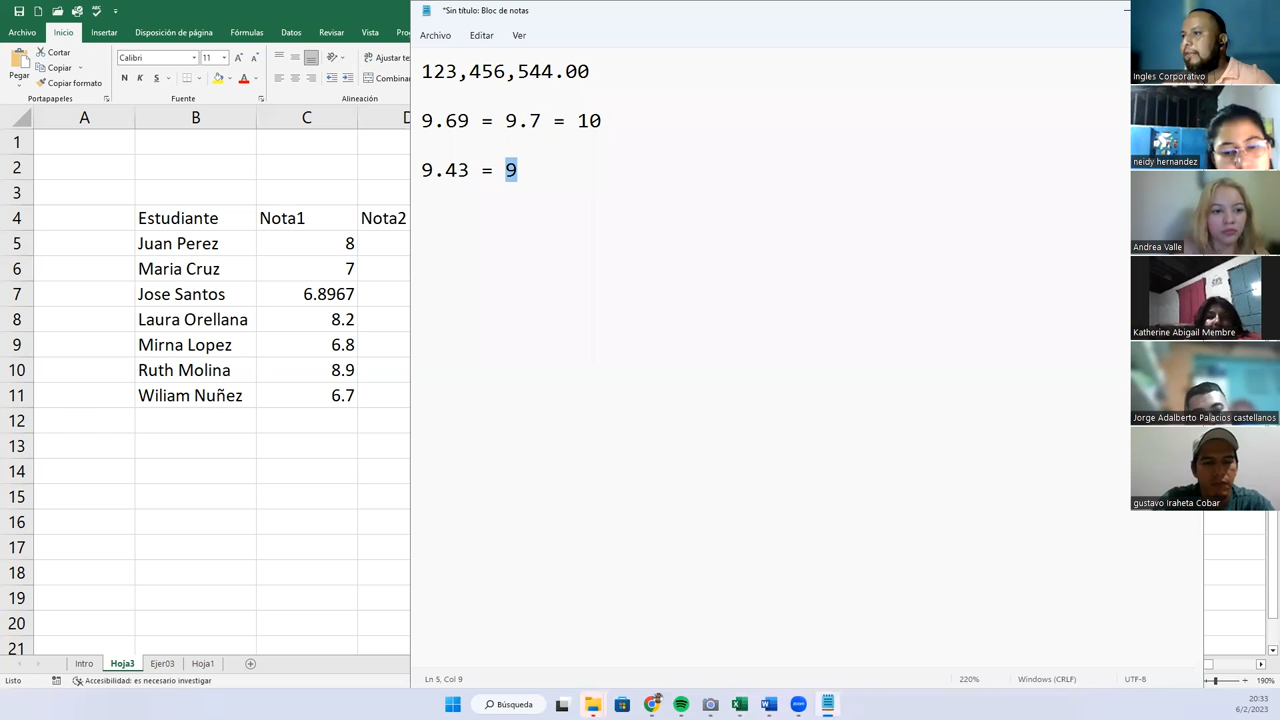 *Sin título: Bloc de notas
Archivo Inicio Insertar Disposición de página Fórmulas Datos Revisar Vista
Archivo Editar Ver
Pegar
Cortar
Copiar
Copiar formato
Calibri 11
N K S
Ajustar
Combinar
Portapapeles Fuente Alineación
A B C
1
2
3
4 Estudiante Nota1 Nota2
5 Juan Perez 8
6 Maria Cruz 7
7 Jose Santos 6.8967
8 Laura Orellana 8.2
9 Mirna Lopez 6.8
10 Ruth Molina 8.9
11 Wiliam Nuñez 6.7
12
13
14
15
16
17
18
19
20
21
123,456,544.00
9.69 = 9.7 = 10
9.43 = 9
Ingles Corporativo
neidy hernandez
Andrea Valle
Katherine Abigail Membre
Jorge Adalberto Palacios castellanos
gustavo Iraheta Cobar
Intro Hoja3 Ejer03 Hoja1
Listo Accesibilidad: es necesario investigar
Ln 5, Col 9 220% Windows (CRLF) UTF-8
190%
Búsqueda
20:33
6/2/2023